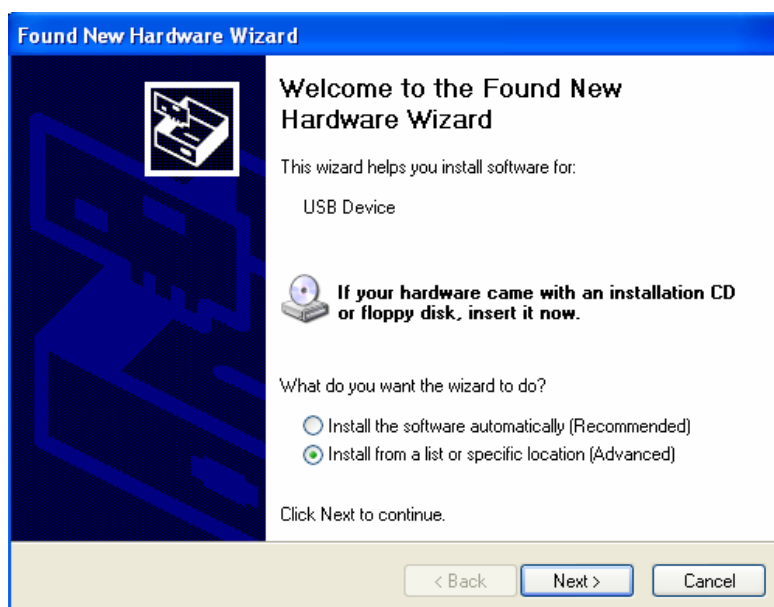 Found New Hardware Wizard
Welcome to the Found New
Hardware Wizard
This wizard helps you install software for:
USB Device
If your hardware came with an installation CD
or floppy disk, insert it now.
What do you want the wizard to do?
Install the software automatically (Recommended)
Install from a list or specific location (Advanced)
Click Next to continue.
< Back Next > Cancel